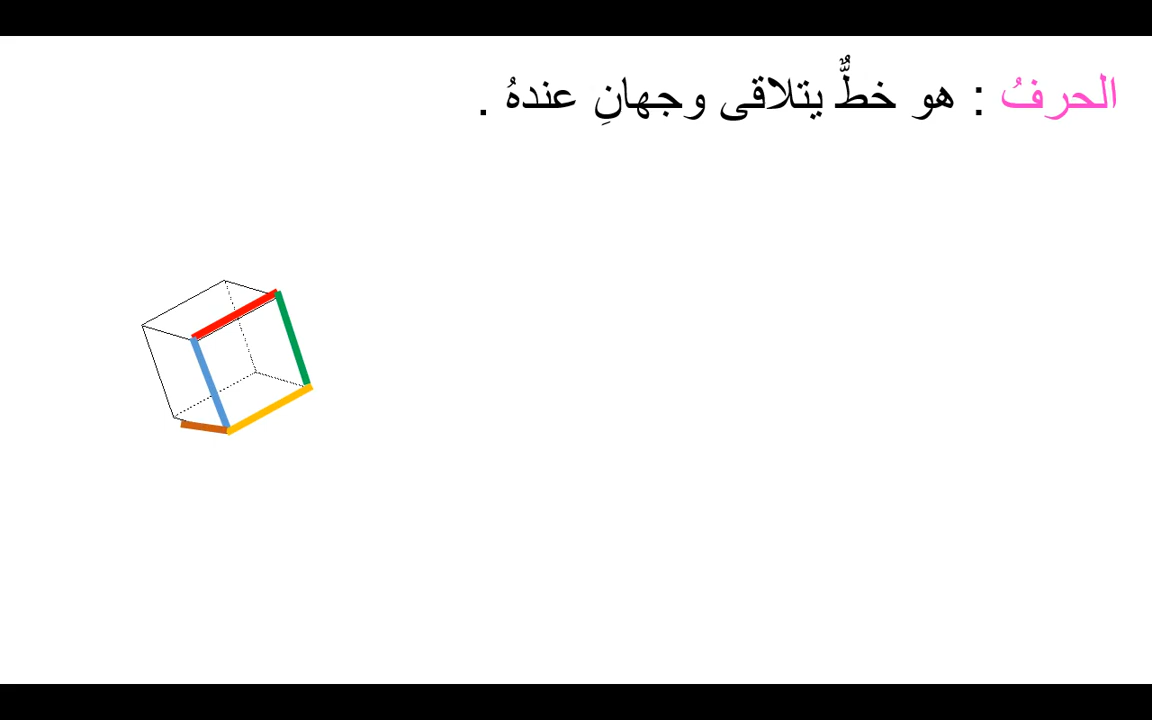 الحرفُ : هو خطٌّ يتلاقى وجهانِ عندهُ .